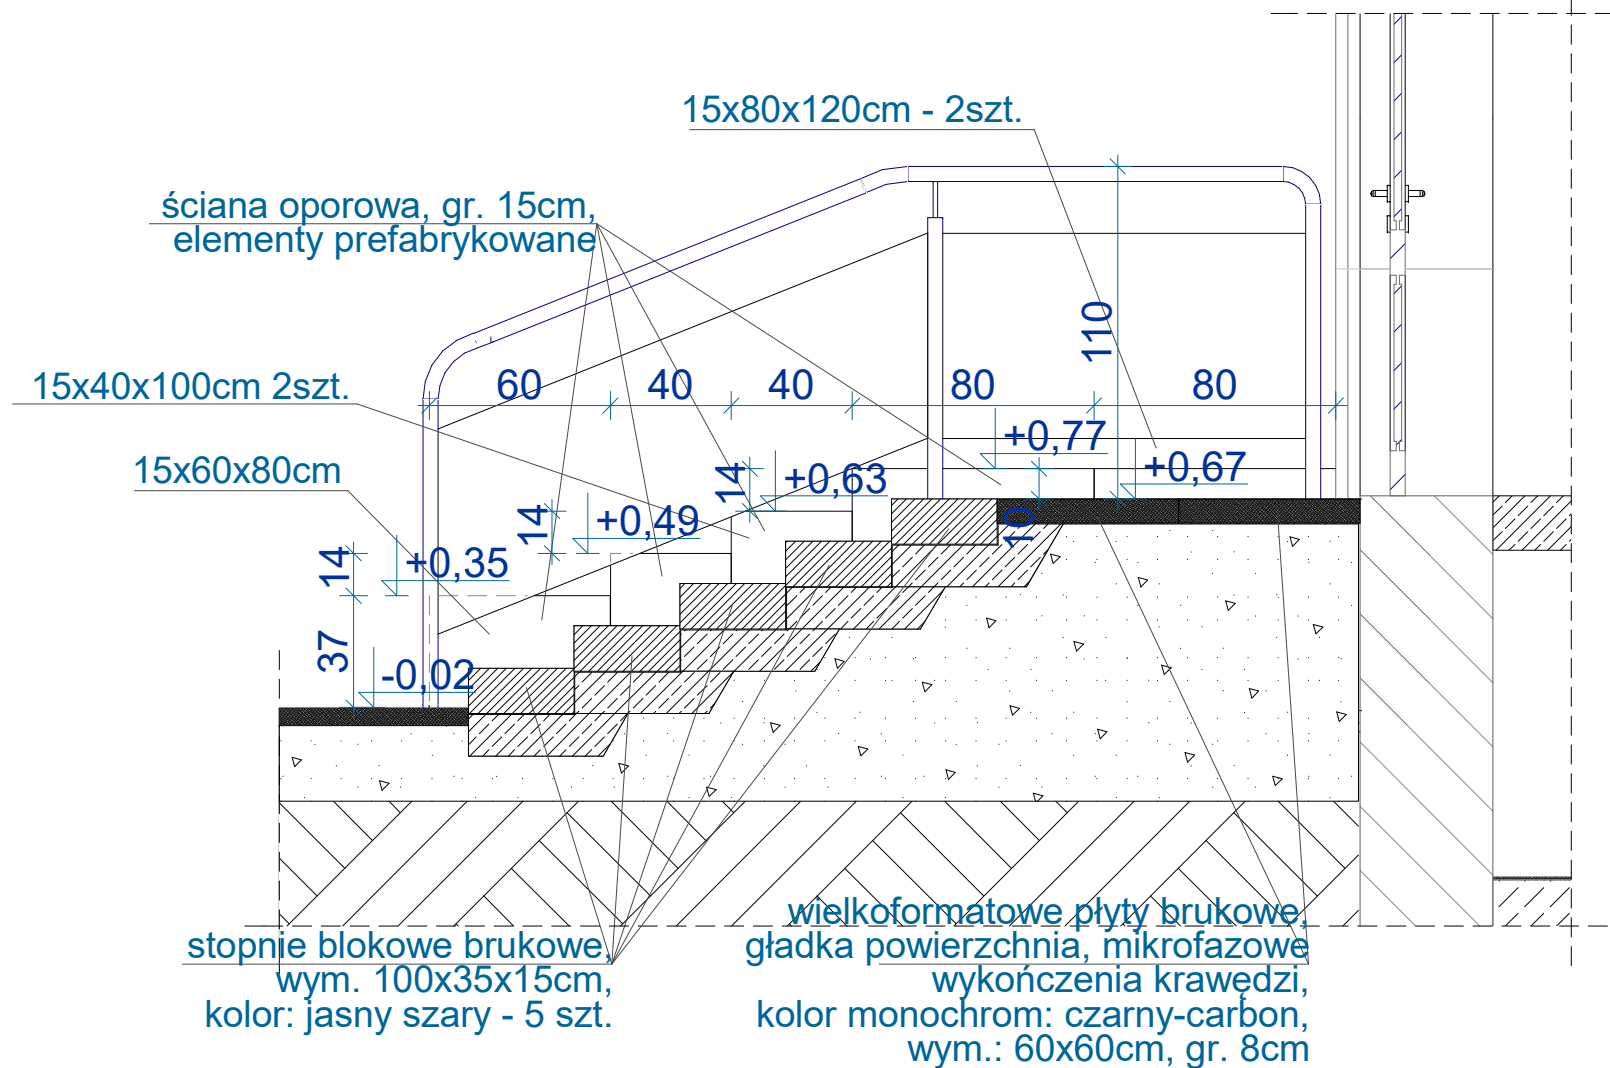 15x80x120cm - 2szt.
ściana oporowa, gr. 15cm,
elementy prefabrykowane
110
15x40x100cm 2szt.
60
40
40
80
80
15x60x80cm
+0,77
+0,67
14
+0,63
14
+0,49
10
14
+0,35
37
-0,02
wielkoformatowe płyty brukowe,
gładka powierzchnia, mikrofazowe
wykończenia krawędzi,
kolor monochrom: czarny-carbon,
wym.: 60x60cm, gr. 8cm
stopnie blokowe brukowe,
wym. 100x35x15cm,
kolor: jasny szary - 5 szt.